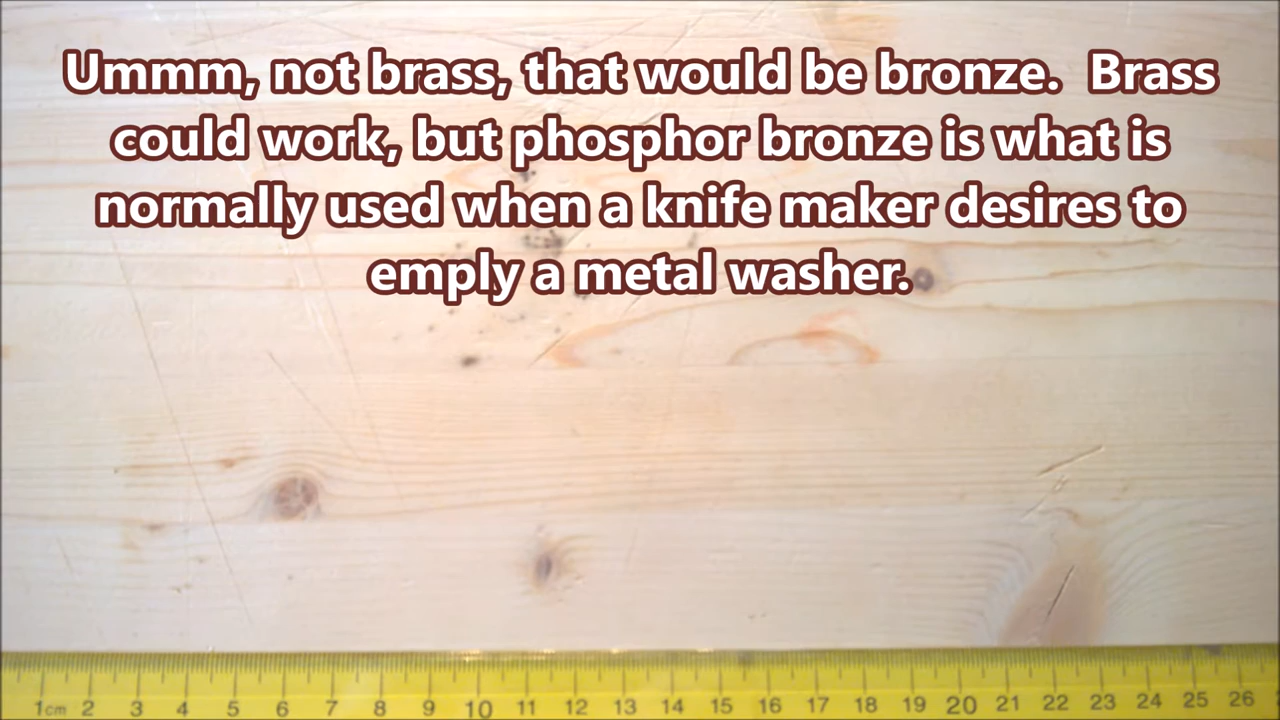 Ummm, not brass, that would be bronze.  Brass
could work, but phosphor bronze is what is
normally used when a knife maker desires to
emply a metal washer.
1cm 2 3 4 5 6 7 8 9 10 11 12 13 14 15 16 17 18 19 20 21 22 23 24 25 26